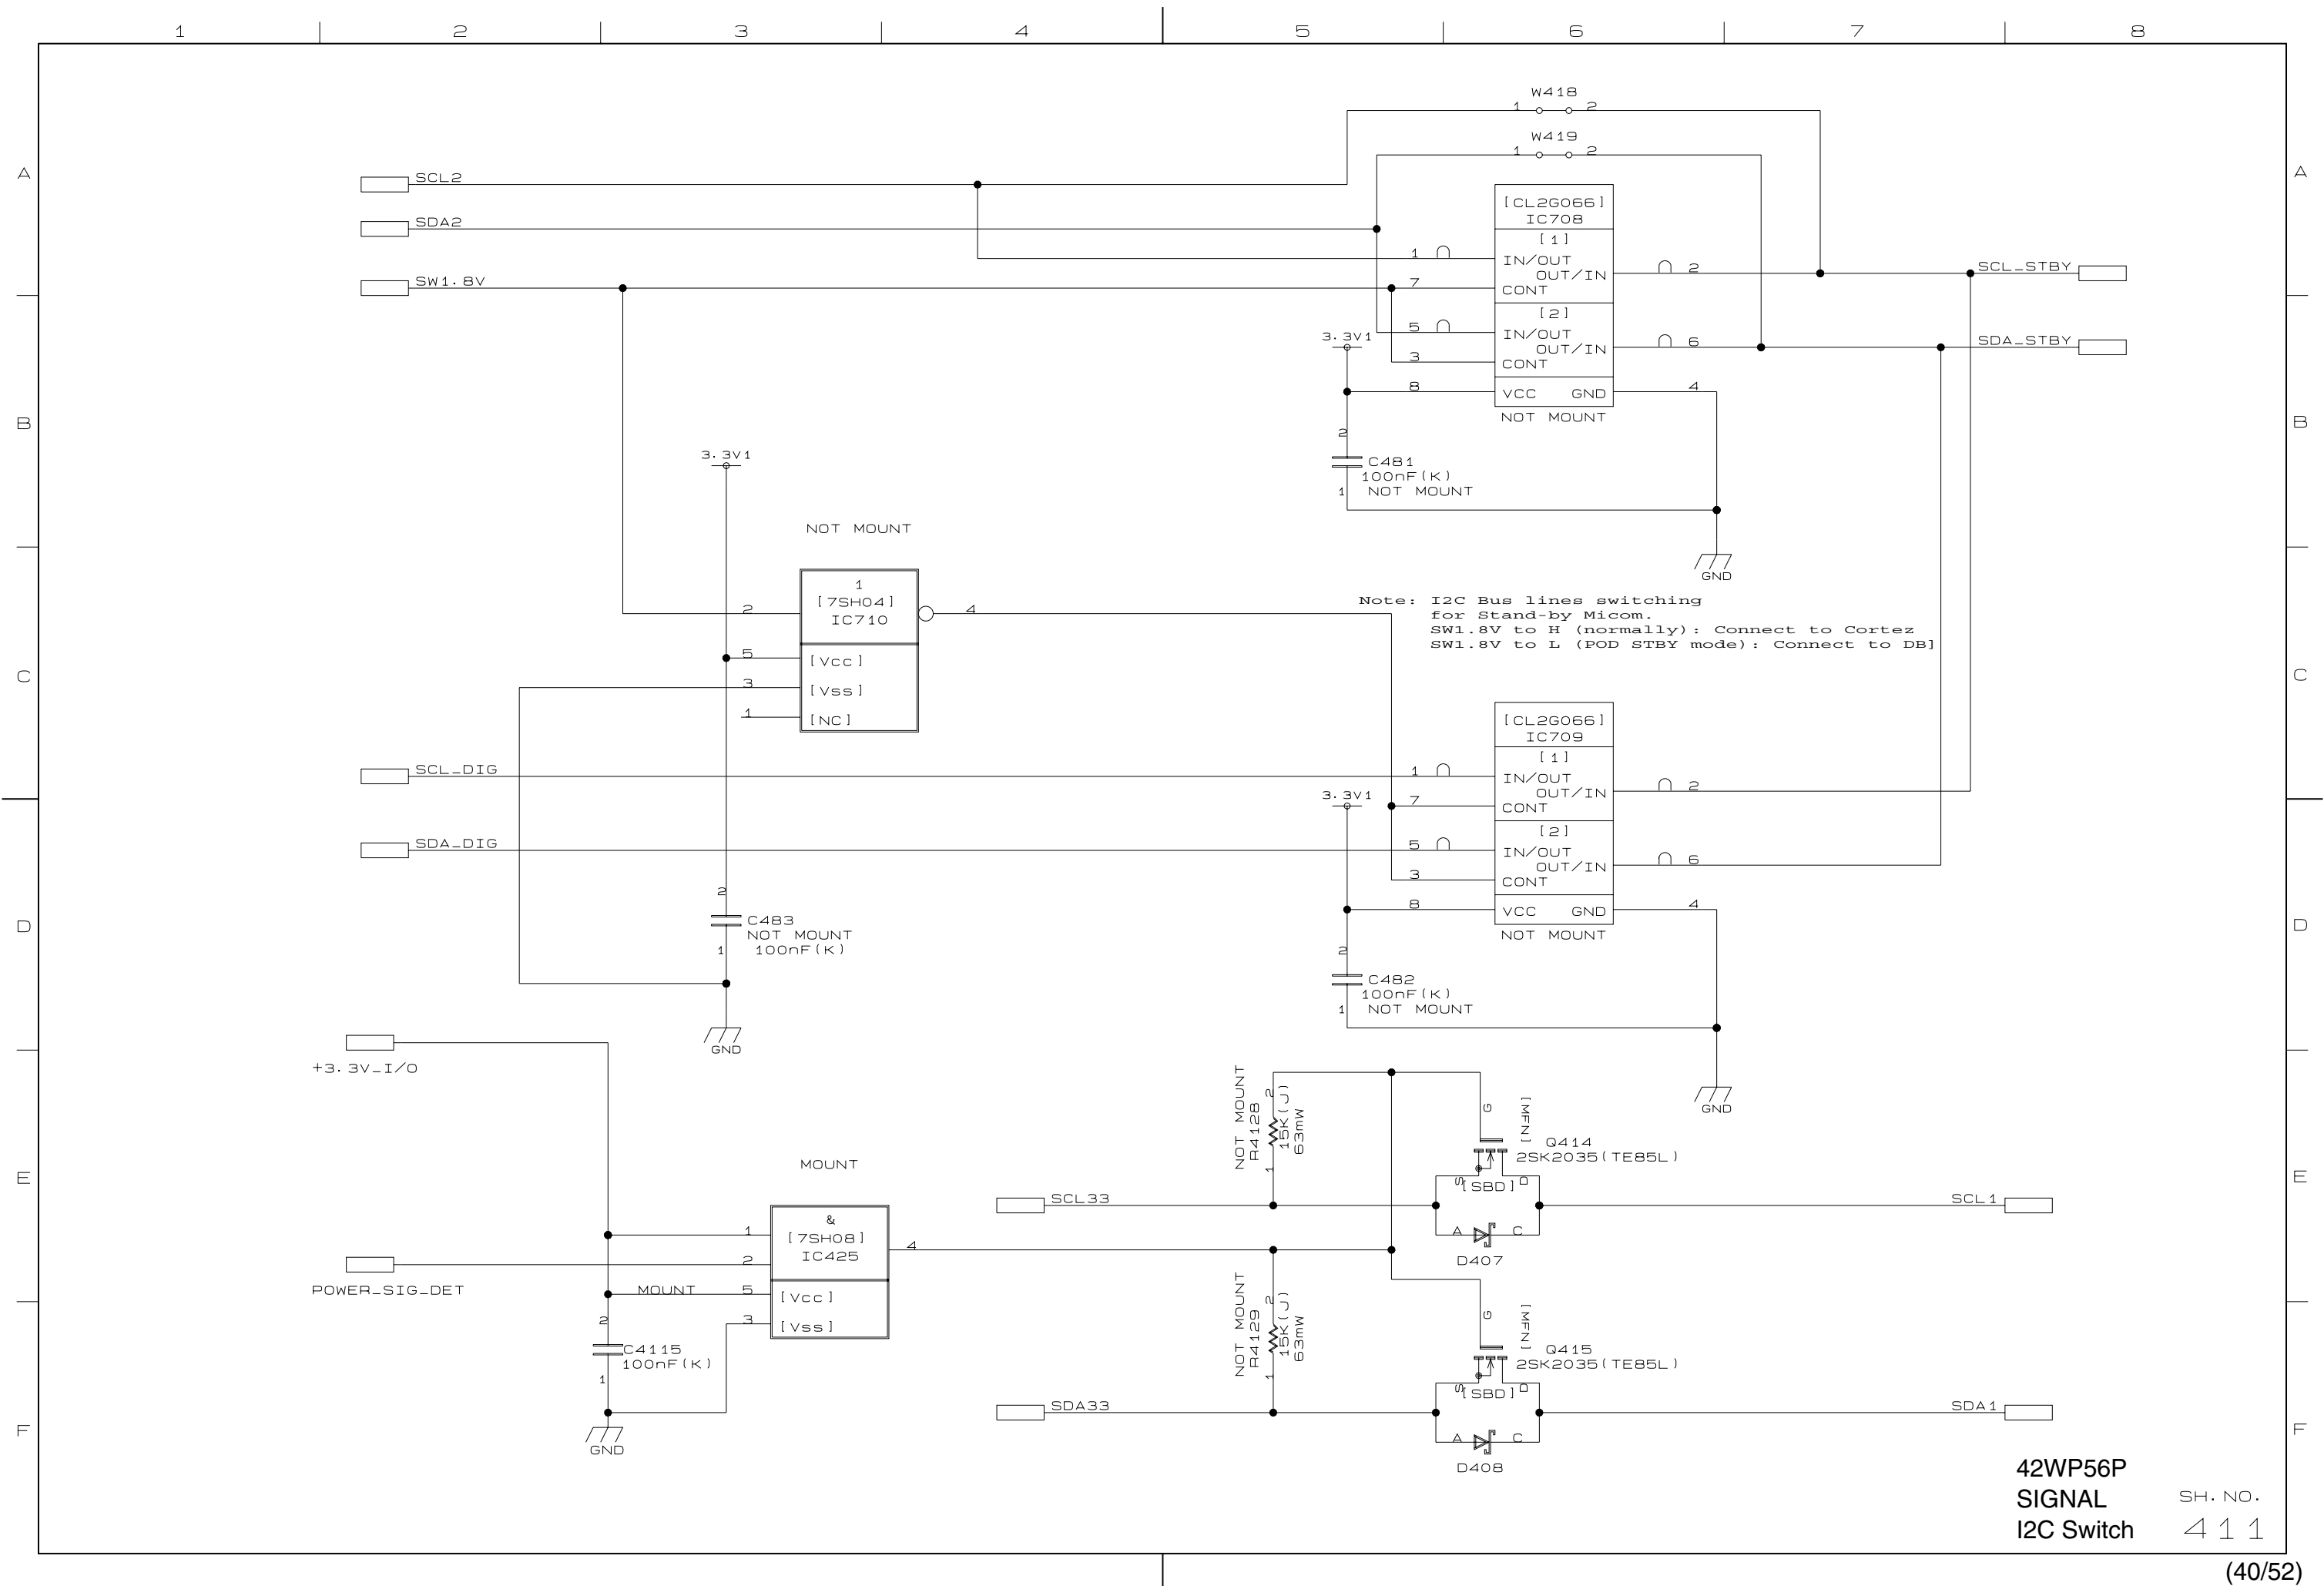 1 2 3 4 5 6 7 8
W418
1 2
W419
1 2
A A
SCL2
SDA2
SW1.8V
[CL2G066]
IC708
[1]
1 IN/OUT
OUT/IN 2
7 CONT
[2]
5 IN/OUT
OUT/IN 6
3 CONT
8 VCC GND 4
NOT MOUNT
SCL_STBY
SDA_STBY
3.3V1
B B
2
C481
100nF(K)
1 NOT MOUNT
GND
3.3V1
NOT MOUNT
1
[7SH04]
2 IC710 4
5 [Vcc]
3 [Vss]
1 [NC]
Note: I2C Bus lines switching
for Stand-by Micom.
SW1.8V to H (normally): Connect to Cortez
SW1.8V to L (POD STBY mode): Connect to DB]
C C
[CL2G066]
IC709
[1]
SCL_DIG
1 IN/OUT
OUT/IN 2
3.3V1
7 CONT
[2]
SDA_DIG
5 IN/OUT
OUT/IN 6
3 CONT
8 VCC GND 4
NOT MOUNT
D D
2
C483
NOT MOUNT
1 100nF(K)
GND
2
C482
100nF(K)
1 NOT MOUNT
GND
+3.3V_I/O
NOT MOUNT
R4128
2 1
15K(J)
63mW
G
[MFN]
Q414
2SK2035(TE85L)
S [SBD] D
E E
SCL33
SCL1
A C
D407
MOUNT
&
[7SH08]
IC425
1
2
4
POWER_SIG_DET
MOUNT
5 [Vcc]
3 [Vss]
2
C4115
100nF(K)
1
GND
NOT MOUNT
R4129
2 1
15K(J)
63mW
G
[MFN]
Q415
2SK2035(TE85L)
S [SBD] D
SDA33
SDA1
A C
D408
F F
42WP56P
SIGNAL
I2C Switch
SH.NO.
411
(40/52)